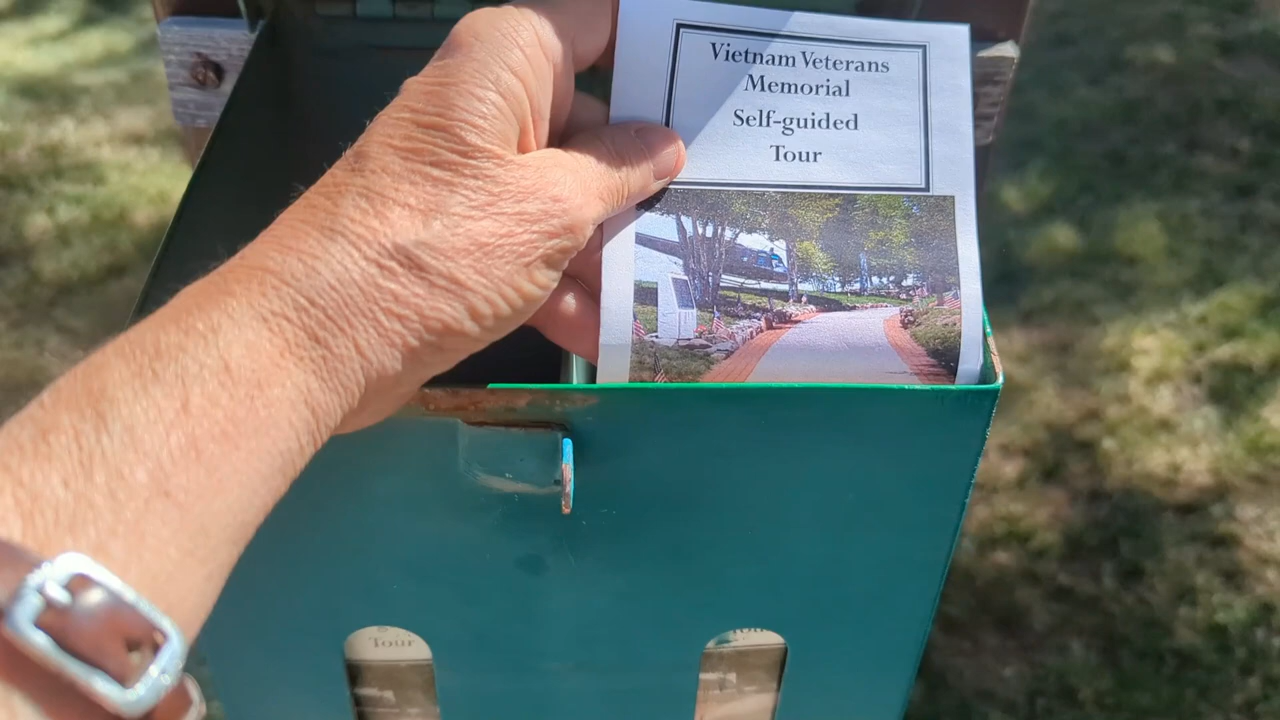 Vietnam Veterans
Memorial
Self-guided
Tour
Tour